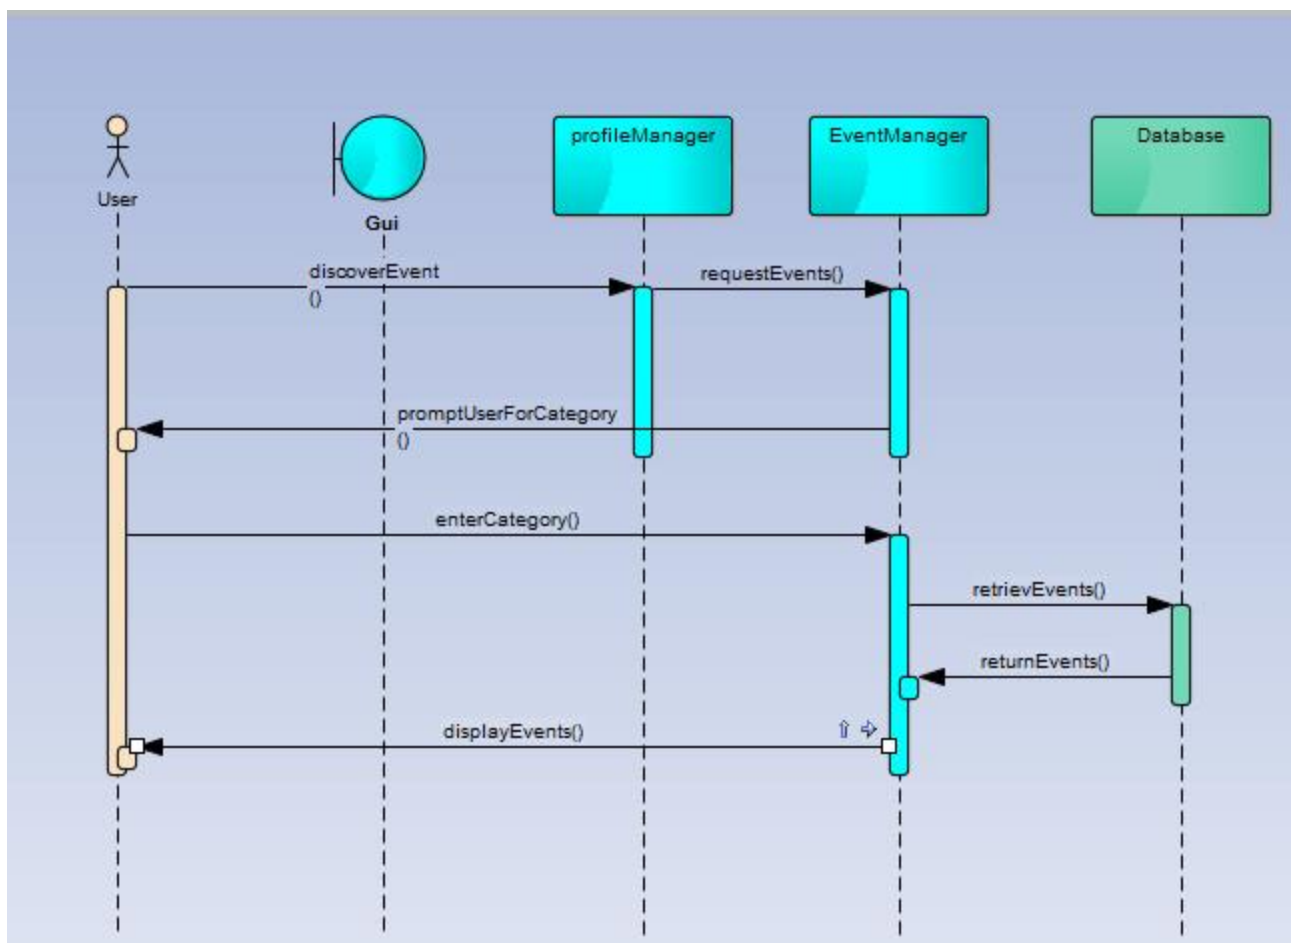 User
Gui
profileManager
EventManager
Database
discoverEvent
()
requestEvents()
promptUserForCategory
()
enterCategory()
retrievEvents()
returnEvents()
displayEvents()